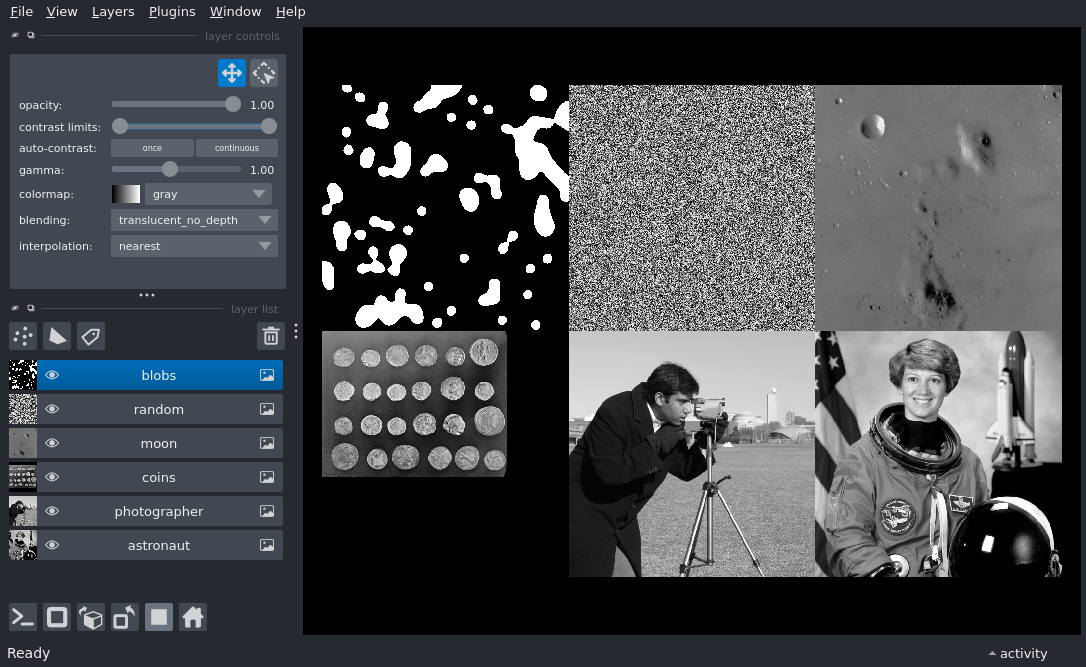 File View Layers Plugins Window Help
layer controls
opacity: 1.00
contrast limits:
auto-contrast: once continuous
gamma: 1.00
colormap: gray
blending: translucent_no_depth
interpolation: nearest
layer list
blobs
random
moon
coins
photographer
astronaut
Ready
activity